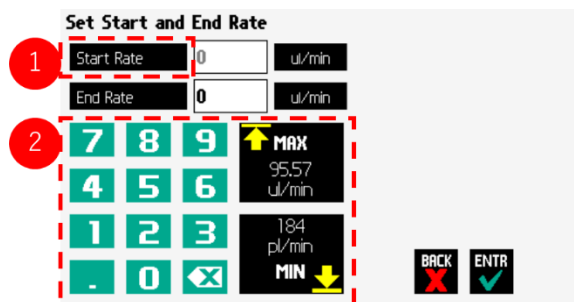 Set Start and End Rate
1
Start Rate 0 ul/min
End Rate 0 ul/min
2
7 8 9 MAX
95.57
ul/min
4 5 6
1 2 3 184
pl/min
. 0 MIN
BACK ENTR